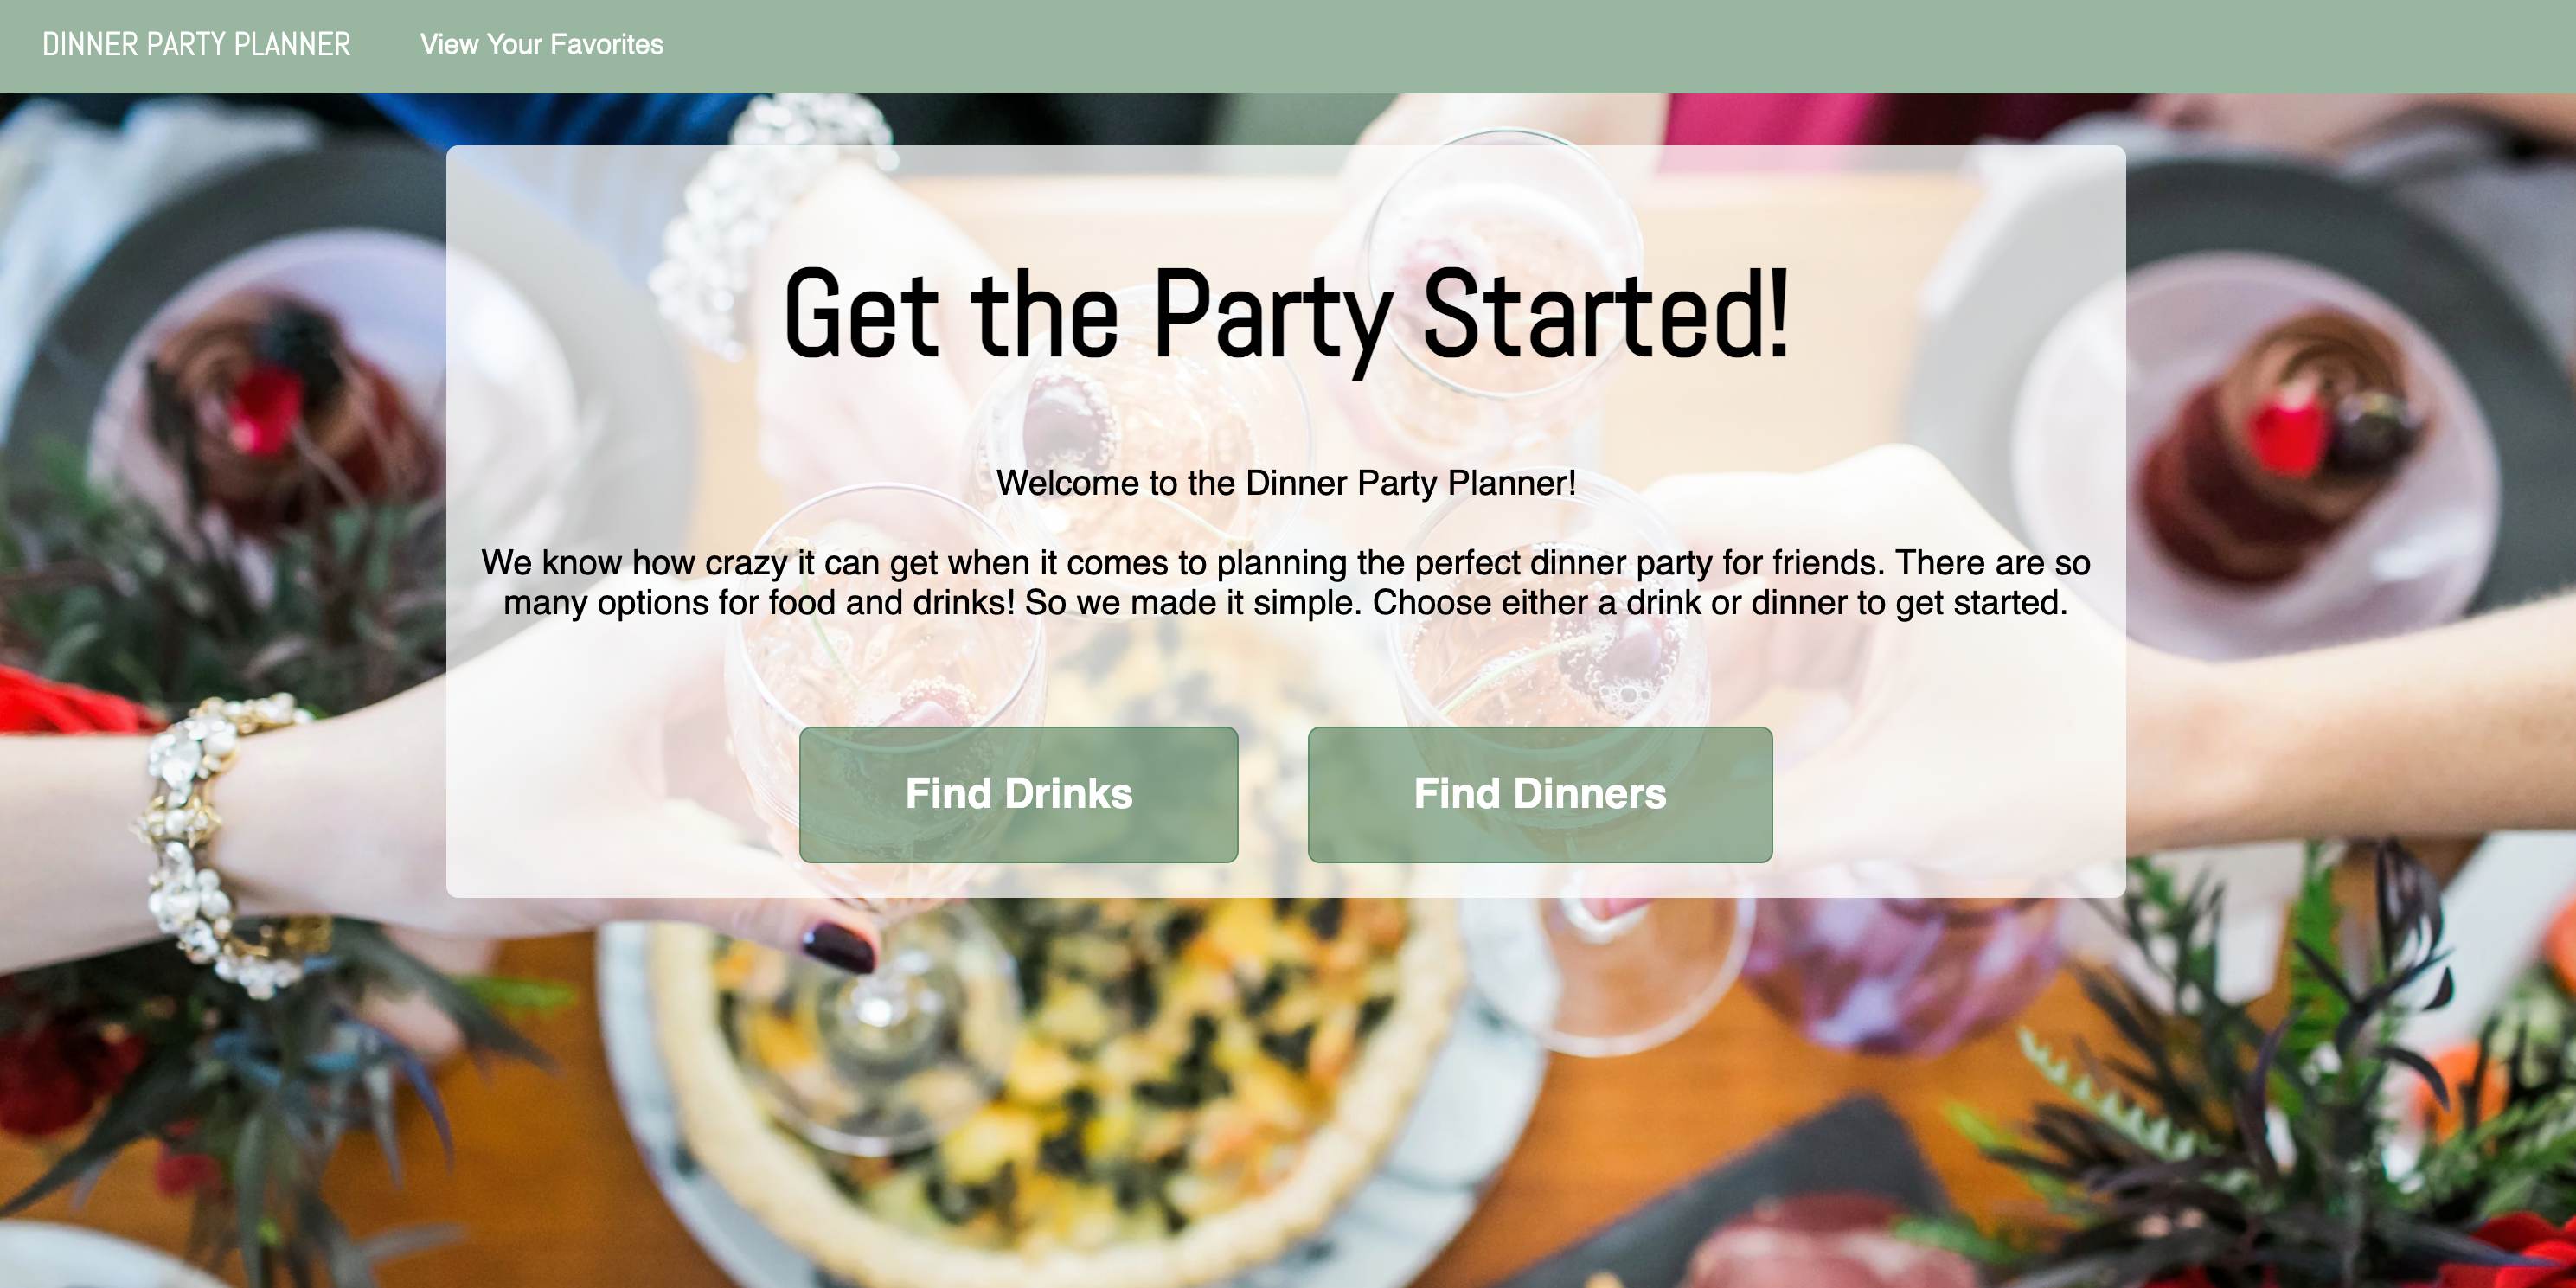 DINNER PARTY PLANNER
View Your Favorites
Get the Party Started!
Welcome to the Dinner Party Planner!
We know how crazy it can get when it comes to planning the perfect dinner party for friends. There are so
many options for food and drinks! So we made it simple. Choose either a drink or dinner to get started.
Find Drinks
Find Dinners